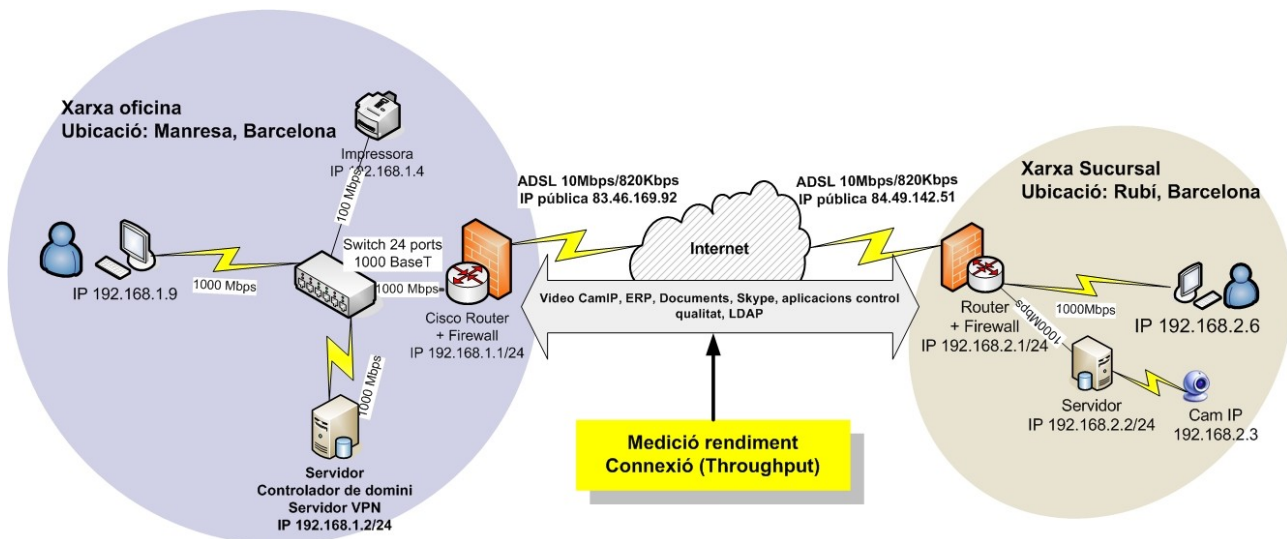 Xarxa oficina
Ubicació: Manresa, Barcelona
Impressora
IP 192.168.1.4
100 Mbps
IP 192.168.1.9
1000 Mbps
Switch 24 ports
1000 BaseT
1000 Mbps
Cisco Router
+ Firewall
IP 192.168.1.1/24
1000 Mbps
Servidor
Controlador de domini
Servidor VPN
IP 192.168.1.2/24
ADSL 10Mbps/820Kbps
IP pública 83.46.169.92
Internet
ADSL 10Mbps/820Kbps
IP pública 84.49.142.51
Video CamIP, ERP, Documents, Skype, aplicacions control
qualitat, LDAP
Medició rendiment
Connexió (Throughput)
Xarxa Sucursal
Ubicació: Rubí, Barcelona
Router
+ Firewall
IP 192.168.2.1/24
1000Mbps
IP 192.168.2.6
1000Mbps
Servidor
IP 192.168.2.2/24
Cam IP
192.168.2.3